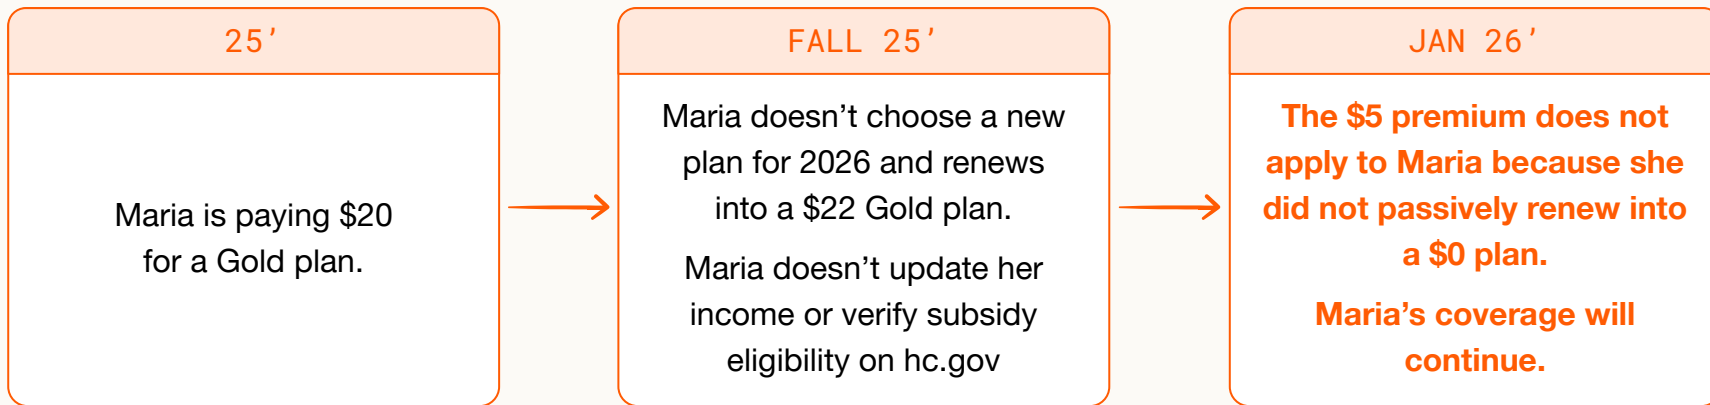 25’
Maria is paying $20
for a Gold plan.
FALL 25’
Maria doesn’t choose a new
plan for 2026 and renews
into a $22 Gold plan.
Maria doesn’t update her
income or verify subsidy
eligibility on hc.gov
JAN 26’
The $5 premium does not
apply to Maria because she
did not passively renew into
a $0 plan.
Maria’s coverage will
continue.